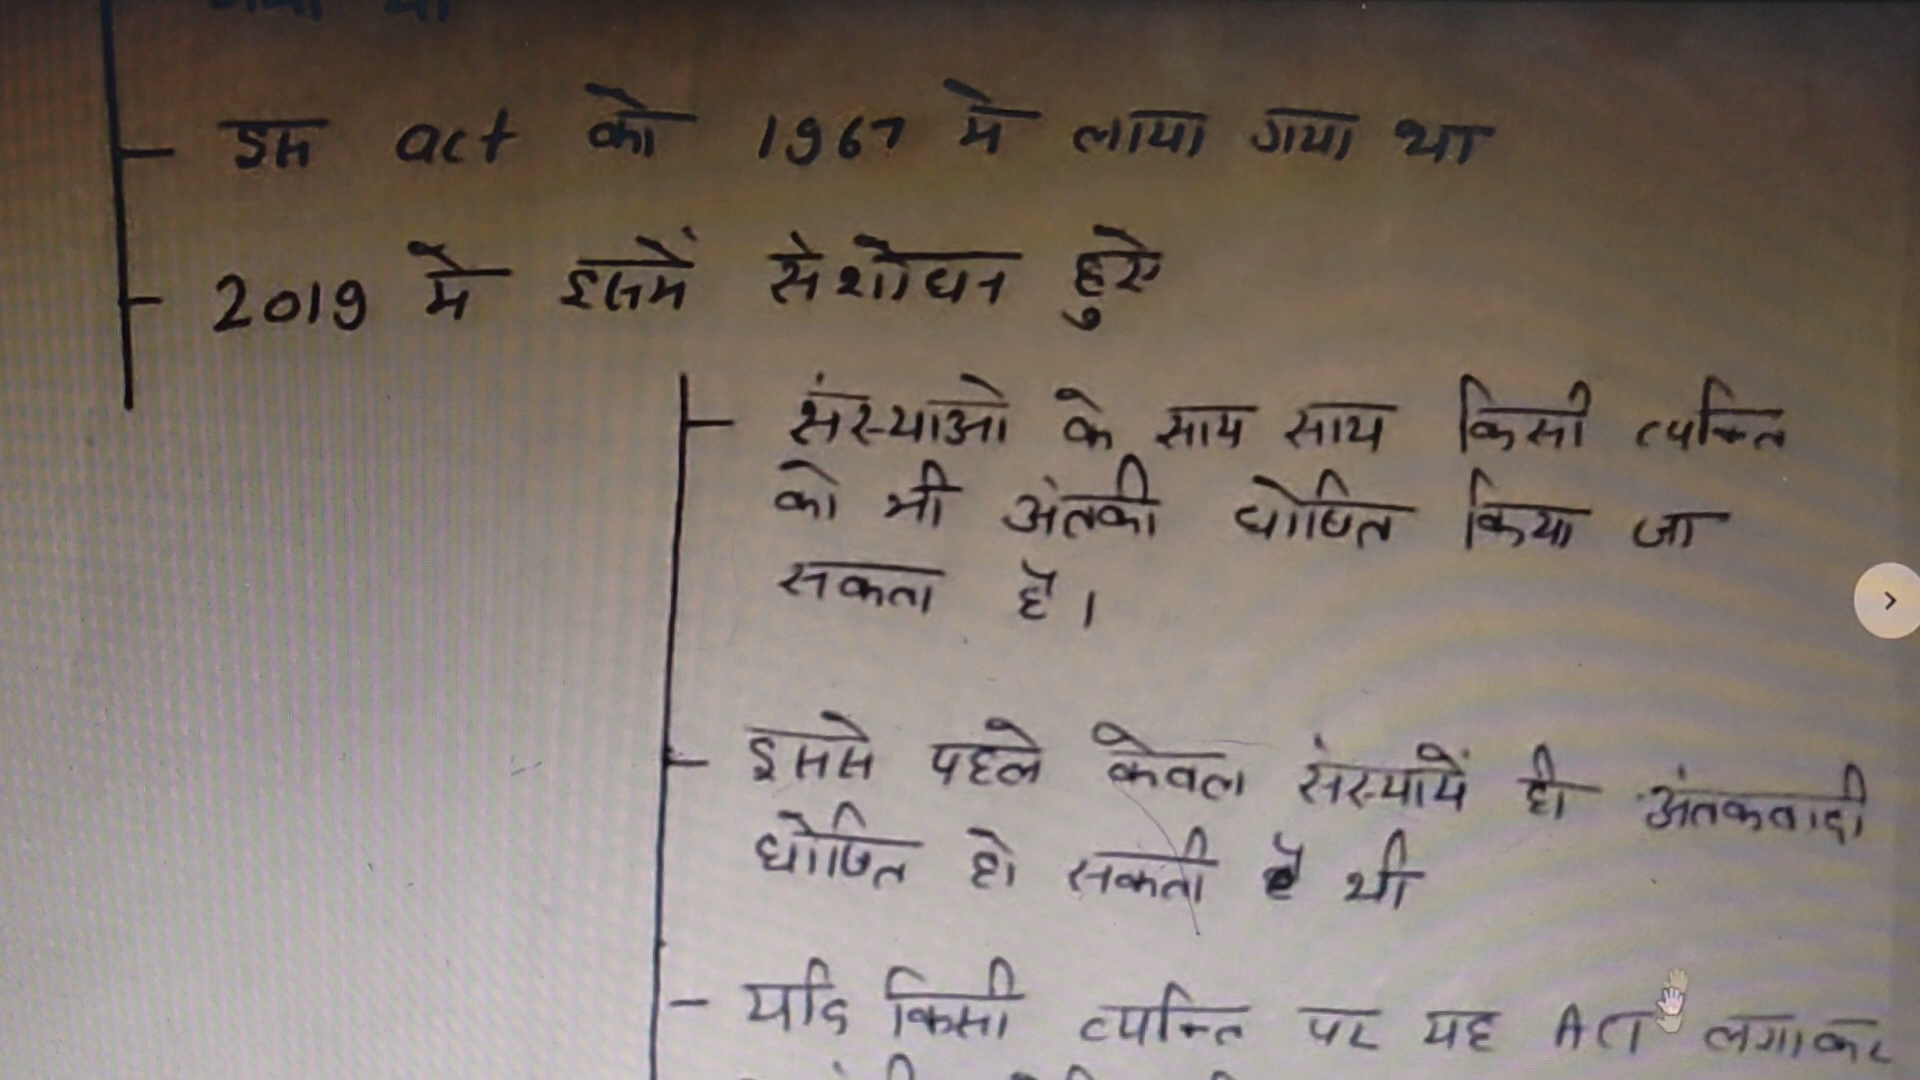 इस act को 1967 मे लाया गया था
2019 मे इसमें संशोधन हुऐ
संस्थाओ के साथ साथ किसी व्यक्ति
को भी अंतकी घोषित किया जा
सकता है।
इससे पहले केवल संस्थायें ही अंतकवादी
घोषित हो सकती थी
यदि किसी व्यक्ति पर यह Act लगाकर